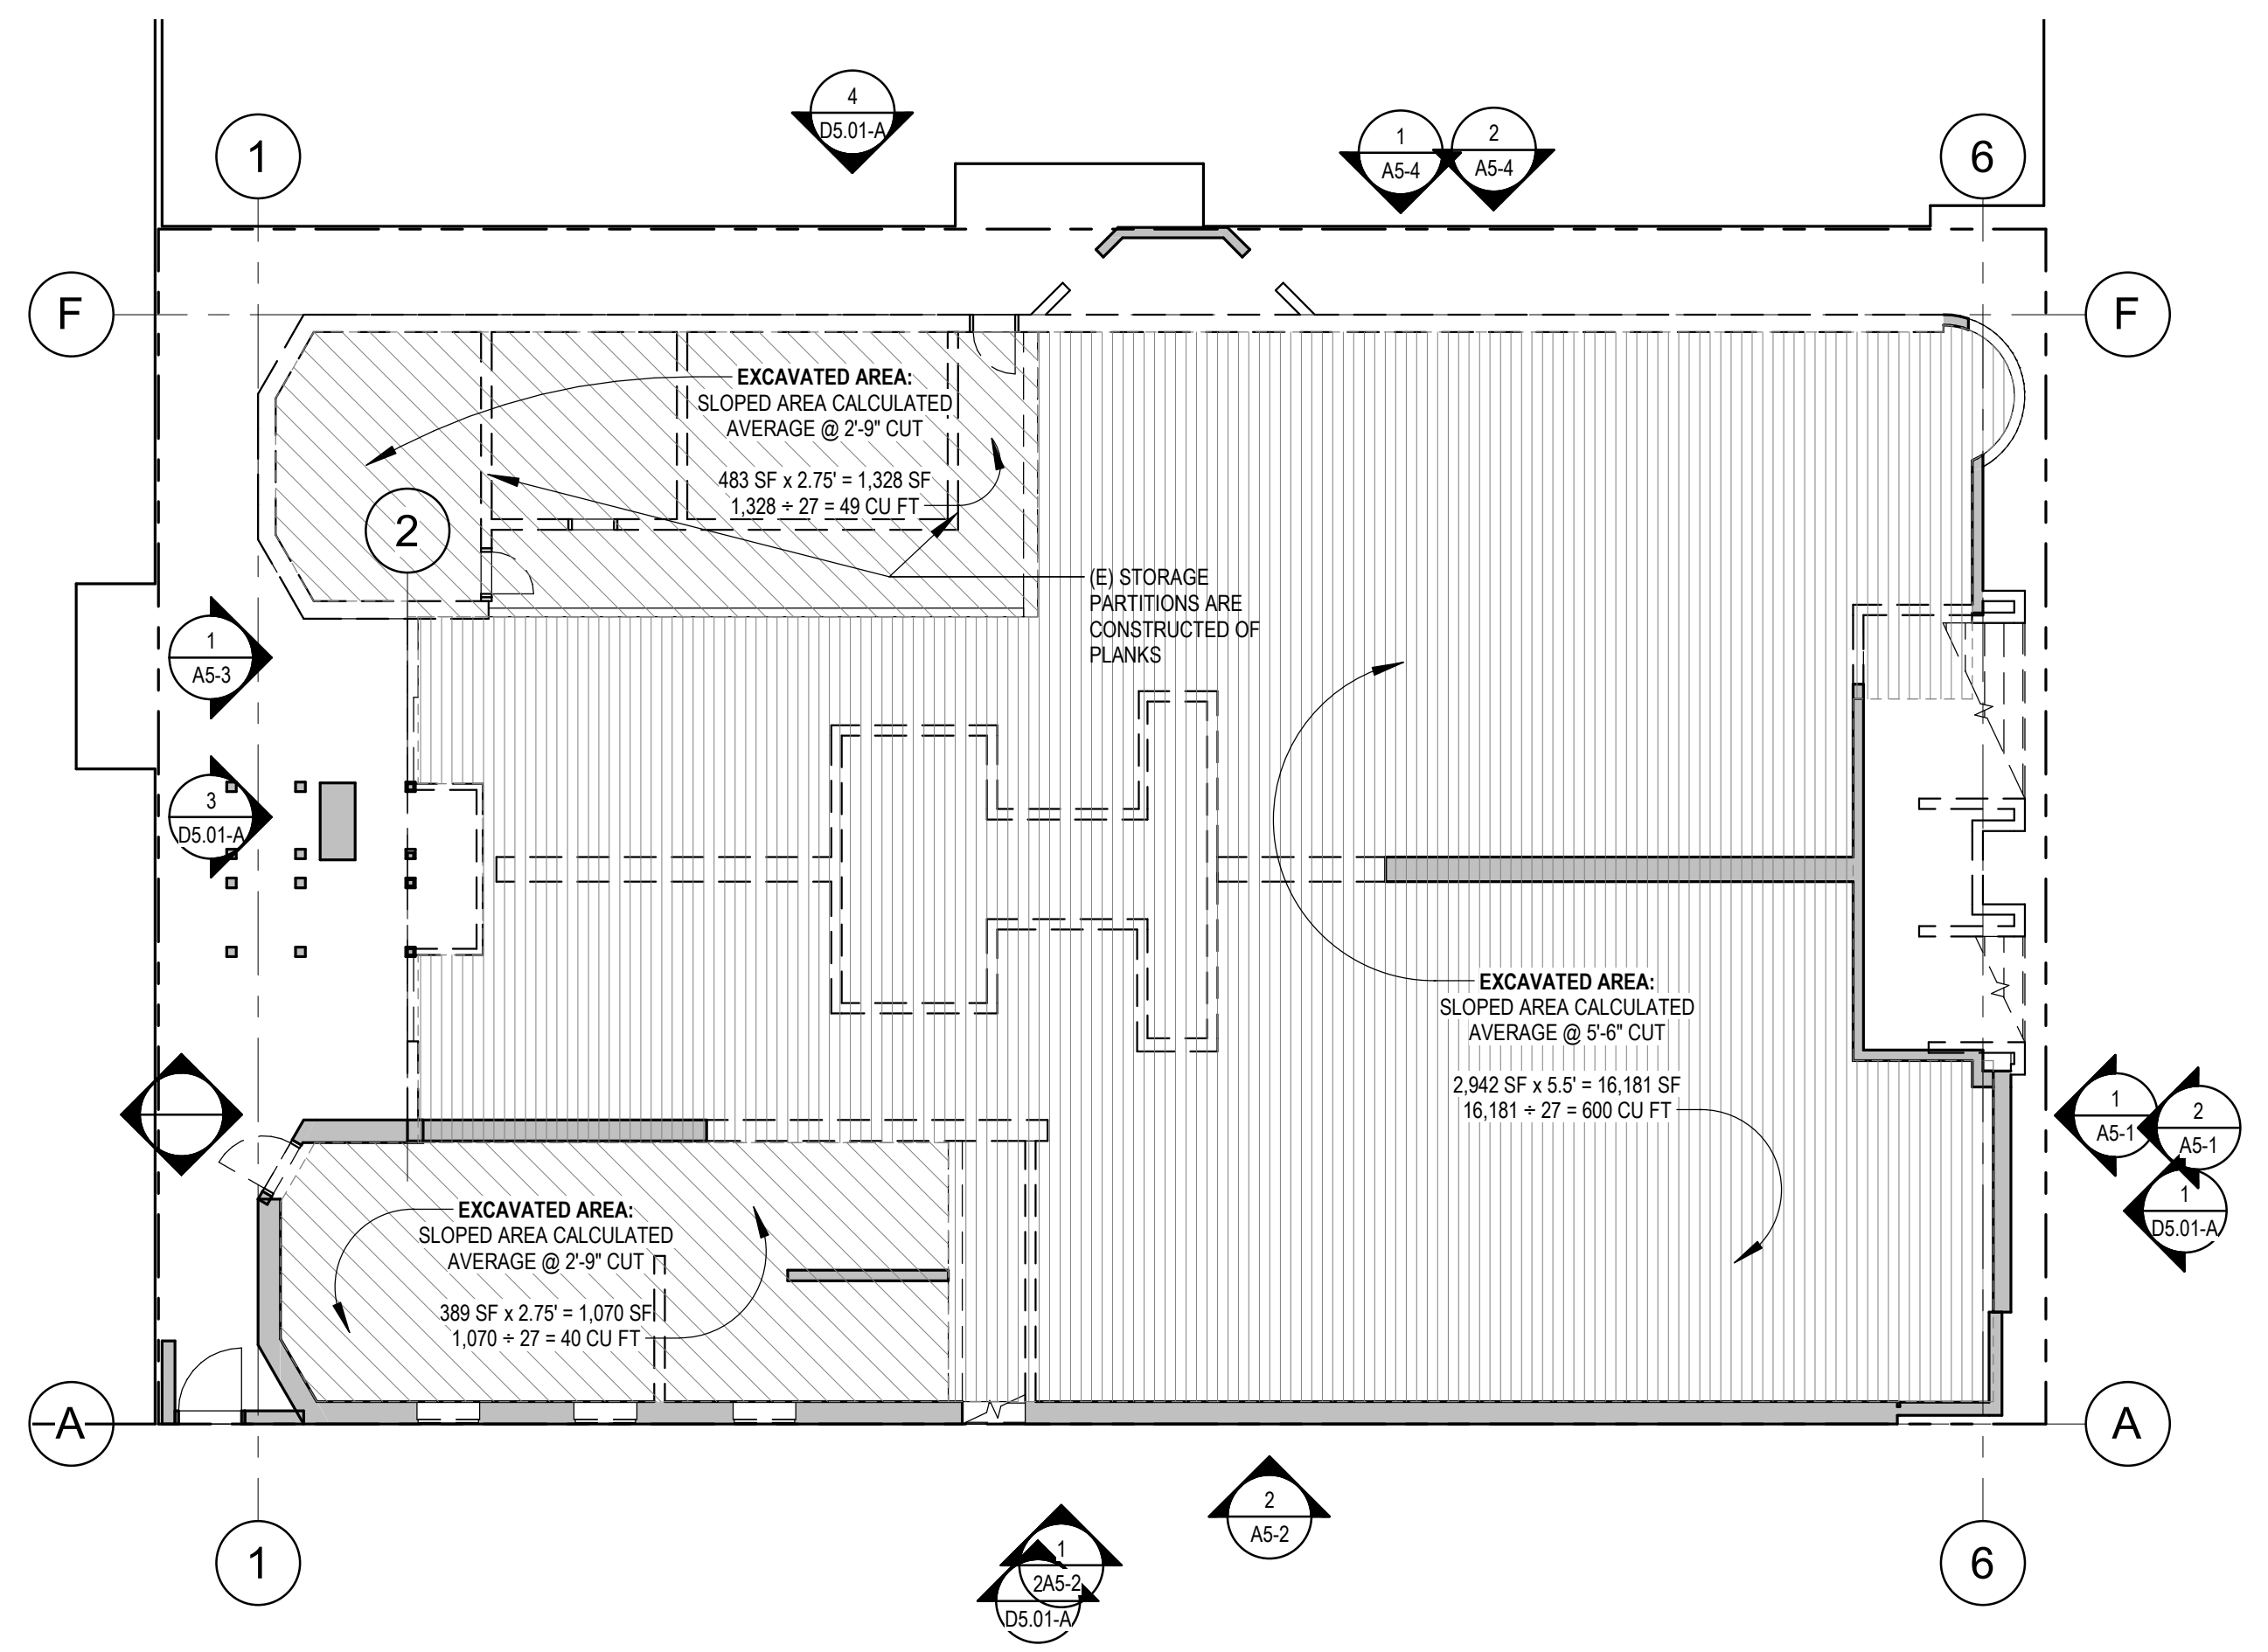 4
D5.01-A
1
A5-4
2
A5-4
1
6
F
F
EXCAVATED AREA:
SLOPED AREA CALCULATED
AVERAGE @ 2'-9" CUT
483 SF x 2.75' = 1,328 SF
1,328 ÷ 27 = 49 CU FT
2
(E) STORAGE
PARTITIONS ARE
CONSTRUCTED OF
PLANKS
1
A5-3
3
D5.01-A
EXCAVATED AREA:
SLOPED AREA CALCULATED
AVERAGE @ 5'-6" CUT
2,942 SF x 5.5' = 16,181 SF
16,181 ÷ 27 = 600 CU FT
1
A5-1
2
A5-1
1
D5.01-A
EXCAVATED AREA:
SLOPED AREA CALCULATED
AVERAGE @ 2'-9" CUT
389 SF x 2.75' = 1,070 SF
1,070 ÷ 27 = 40 CU FT
A
A
2
A5-2
1
A5-2
2
D5.01-A
1
6